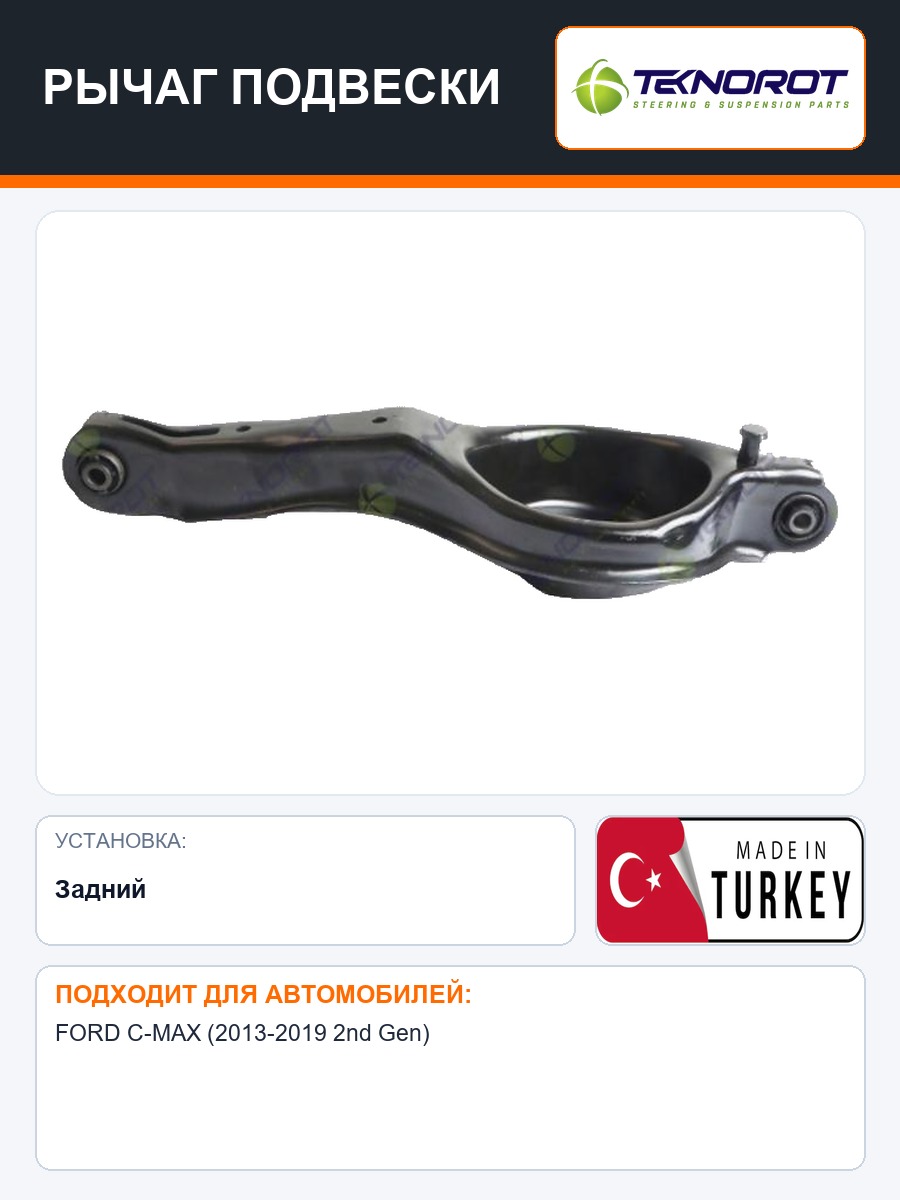 РЫЧАГ ПОДВЕСКИ
TEKNOROT
STEERING & SUSPENSION PARTS
УСТАНОВКА:
Задний
MADE IN
TURKEY
ПОДХОДИТ ДЛЯ АВТОМОБИЛЕЙ:
FORD C-MAX (2013-2019 2nd Gen)